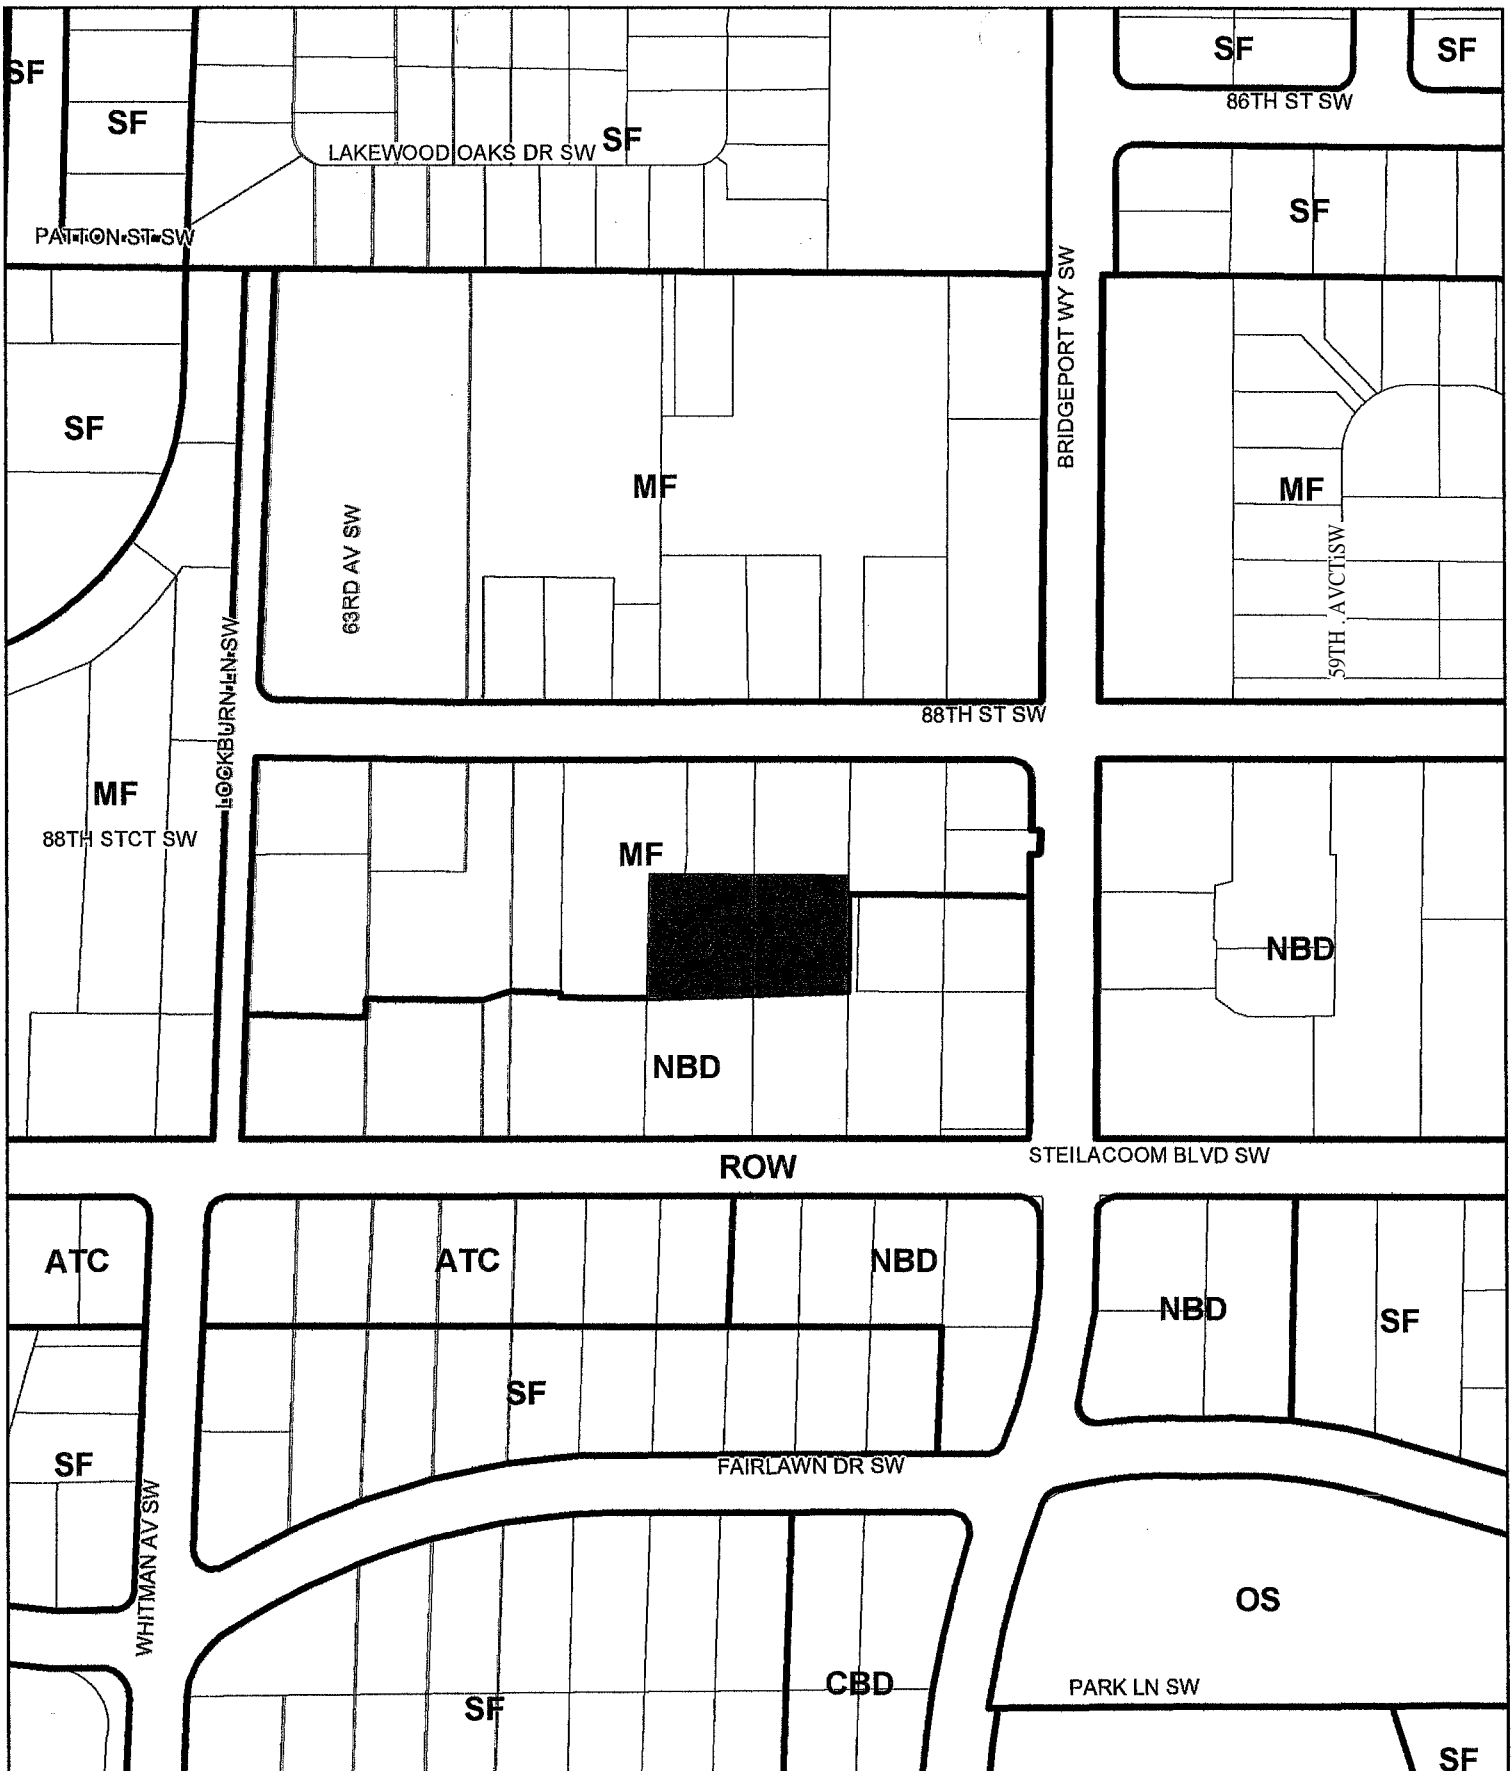 SF
SF
86TH ST SW
SF
SF
SF
LAKEWOOD OAKS DR SW
SF
PATTON ST SW
BRIDGEPORT WY SW
SF
MF
MF
63RD AV SW
59TH . AVCTiSW
LOCKBURN LN SW
88TH ST SW
MF
88TH STCT SW
MF
NBD
NBD
ROW
STEILACOOM BLVD SW
ATC
ATC
NBD
NBD
SF
SF
SF
FAIRLAWN DR SW
WHITMAN AV SW
OS
CBD
PARK LN SW
SF
SF